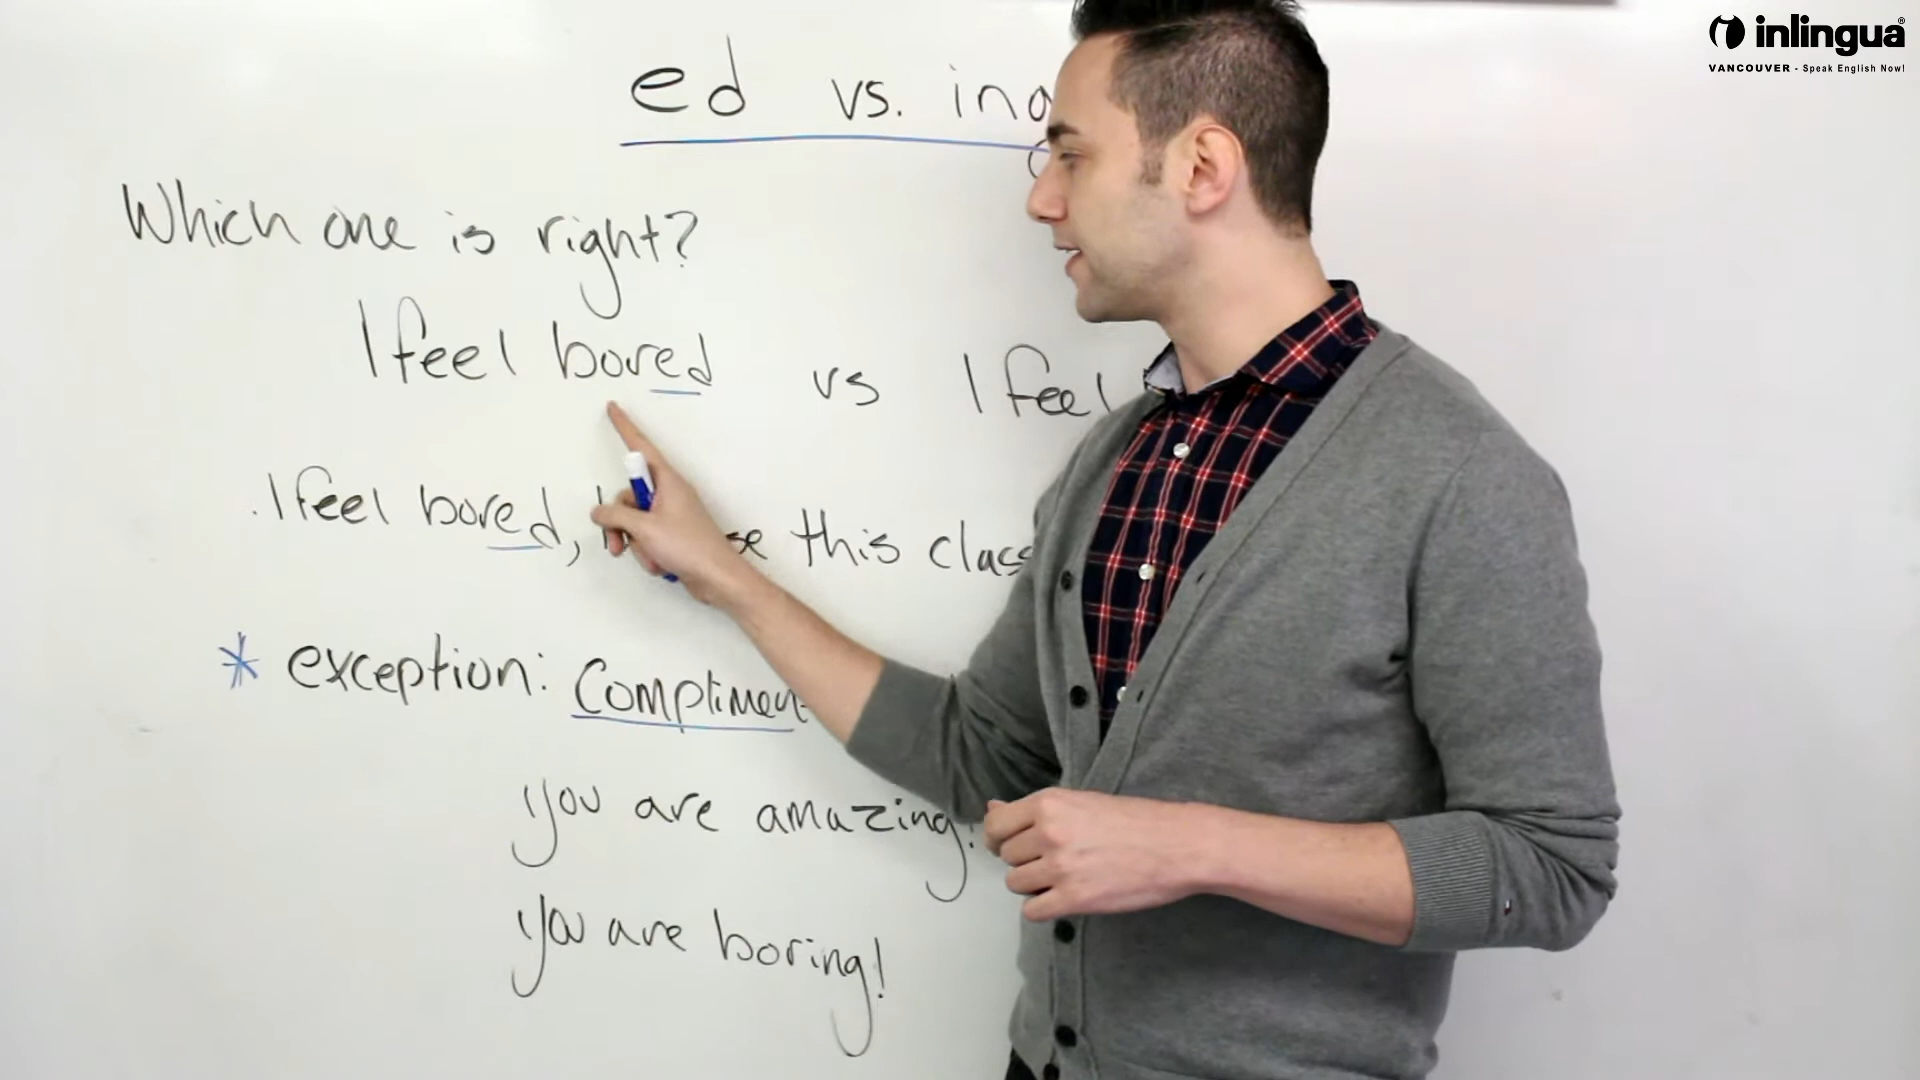 inlingua®
VANCOUVER - Speak English Now!
ed vs. ing
Which one is right?
I feel bored vs I feel
. I feel bored, this class
* exception: Compliment
you are amazing!
you are boring!